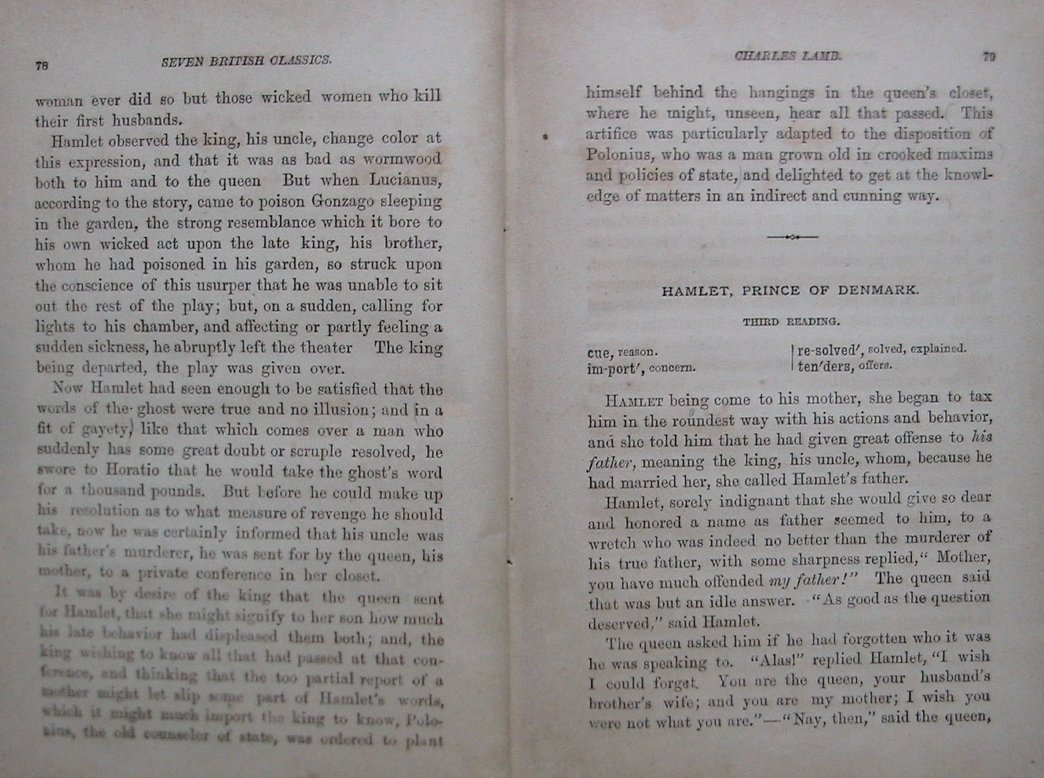 78 SEVEN BRITISH CLASSICS.
woman ever did so but those wicked women who kill
their first husbands.
Hamlet observed the king, his uncle, change color at
this expression, and that it was as bad as wormwood
both to him and to the queen But when Lucianus,
according to the story, came to poison Gonzago sleeping
in the garden, the strong resemblance which it bore to
his own wicked act upon the late king, his brother,
whom he had poisoned in his garden, so struck upon
the conscience of this usurper that he was unable to sit
out the rest of the play; but, on a sudden, calling for
lights to his chamber, and affecting or partly feeling a
sudden sickness, he abruptly left the theater The king
being departed, the play was given over.
Now Hamlet had seen enough to be satisfied that the
words of the ghost were true and no illusion; and in a
fit of gayety, like that which comes over a man who
suddenly has some great doubt or scruple resolved, he
swore to Horatio that he would take the ghost's word
for a thousand pounds. But before he could make up
his resolution as to what measure of revenge he should
take, now he was certainly informed that his uncle was
his father's murderer, he was sent for by the queen, his
mother, to a private conference in her closet.
It was by desire of the king that the queen sent
for Hamlet, that she might signify to her son how much
his late behavior had displeased them both; and, the
king wishing to know all that had passed at that con-
ference, and thinking that the too partial report of a
mother might let slip some part of Hamlet's words,
which it might much import the king to know, Polo-
nius, the old counselor of state, was ordered to plant
CHARLES LAMB. 79
himself behind the hangings in the queen's closet,
where he might, unseen, hear all that passed. This
artifice was particularly adapted to the disposition of
Polonius, who was a man grown old in crooked maxims
and policies of state, and delighted to get at the knowl-
edge of matters in an indirect and cunning way.
HAMLET, PRINCE OF DENMARK.
THIRD READING.
cue, reason. re-solved', solved, explained.
im-port', concern. ten'ders, offers.
HAMLET being come to his mother, she began to tax
him in the roundest way with his actions and behavior,
and she told him that he had given great offense to his
father, meaning the king, his uncle, whom, because he
had married her, she called Hamlet's father.
Hamlet, sorely indignant that she would give so dear
and honored a name as father seemed to him, to a
wretch who was indeed no better than the murderer of
his true father, with some sharpness replied, "Mother,
you have much offended my father!" The queen said
that was but an idle answer. "As good as the question
deserved," said Hamlet.
The queen asked him if he had forgotten who it was
he was speaking to. "Alas!" replied Hamlet, "I wish
I could forget. You are the queen, your husband's
brother's wife; and you are my mother; I wish you
were not what you are."—"Nay, then," said the queen,